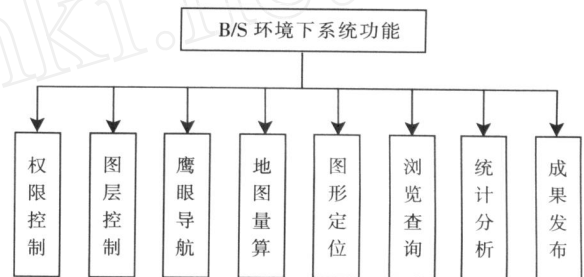 B/S 环境下系统功能
权限控制
图层控制
鹰眼导航
地图量算
图形定位
浏览查询
统计分析
成果发布